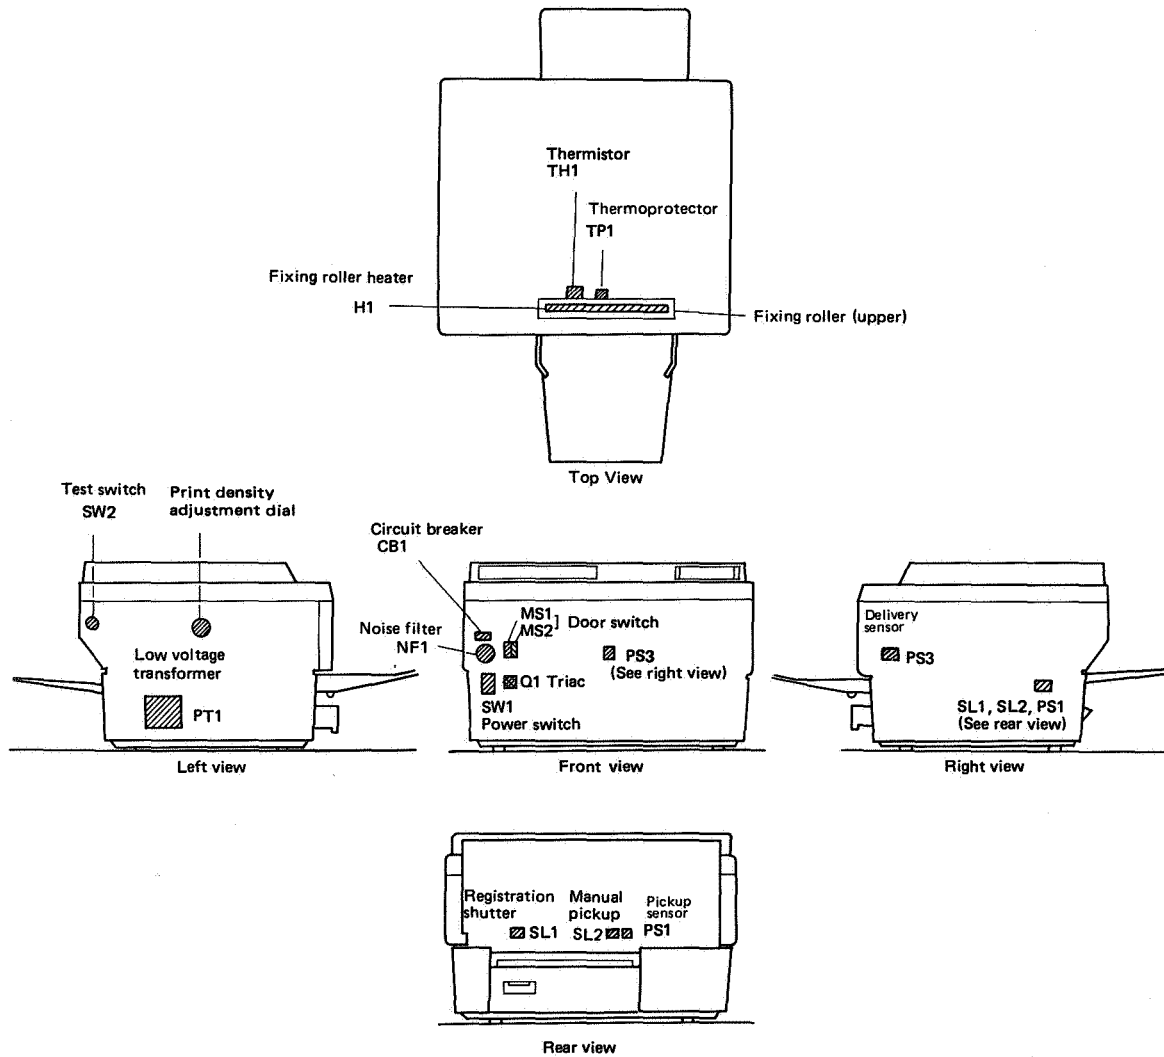 Thermistor
TH1
Thermoprotector
TP1
Fixing roller heater
H1
Fixing roller (upper)
Top View
Test switch
SW2
Print density
adjustment dial
Low voltage
transformer
PT1
Left view
Circuit breaker
CB1
Noise filter
NF1
MS1
MS2
Door switch
PS3
(See right view)
Q1 Triac
SW1
Power switch
Front view
Delivery
sensor
PS3
SL1, SL2, PS1
(See rear view)
Right view
Registration
shutter
SL1
Manual
pickup
SL2
Pickup
sensor
PS1
Rear view